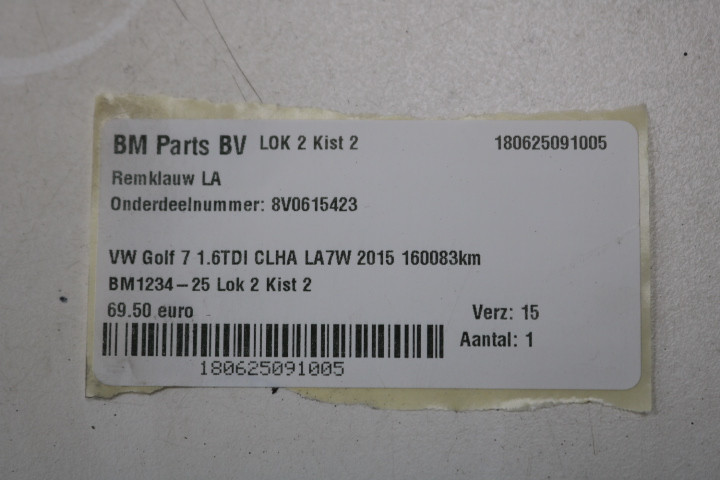 BM Parts BV LOK 2 Kist 2 180625091005
Remklauw LA
Onderdeelnummer: 8V0615423
VW Golf 7 1.6TDI CLHA LA7W 2015 160083km
BM1234-25 Lok 2 Kist 2
69.50 euro Verz: 15
Aantal: 1
180625091005